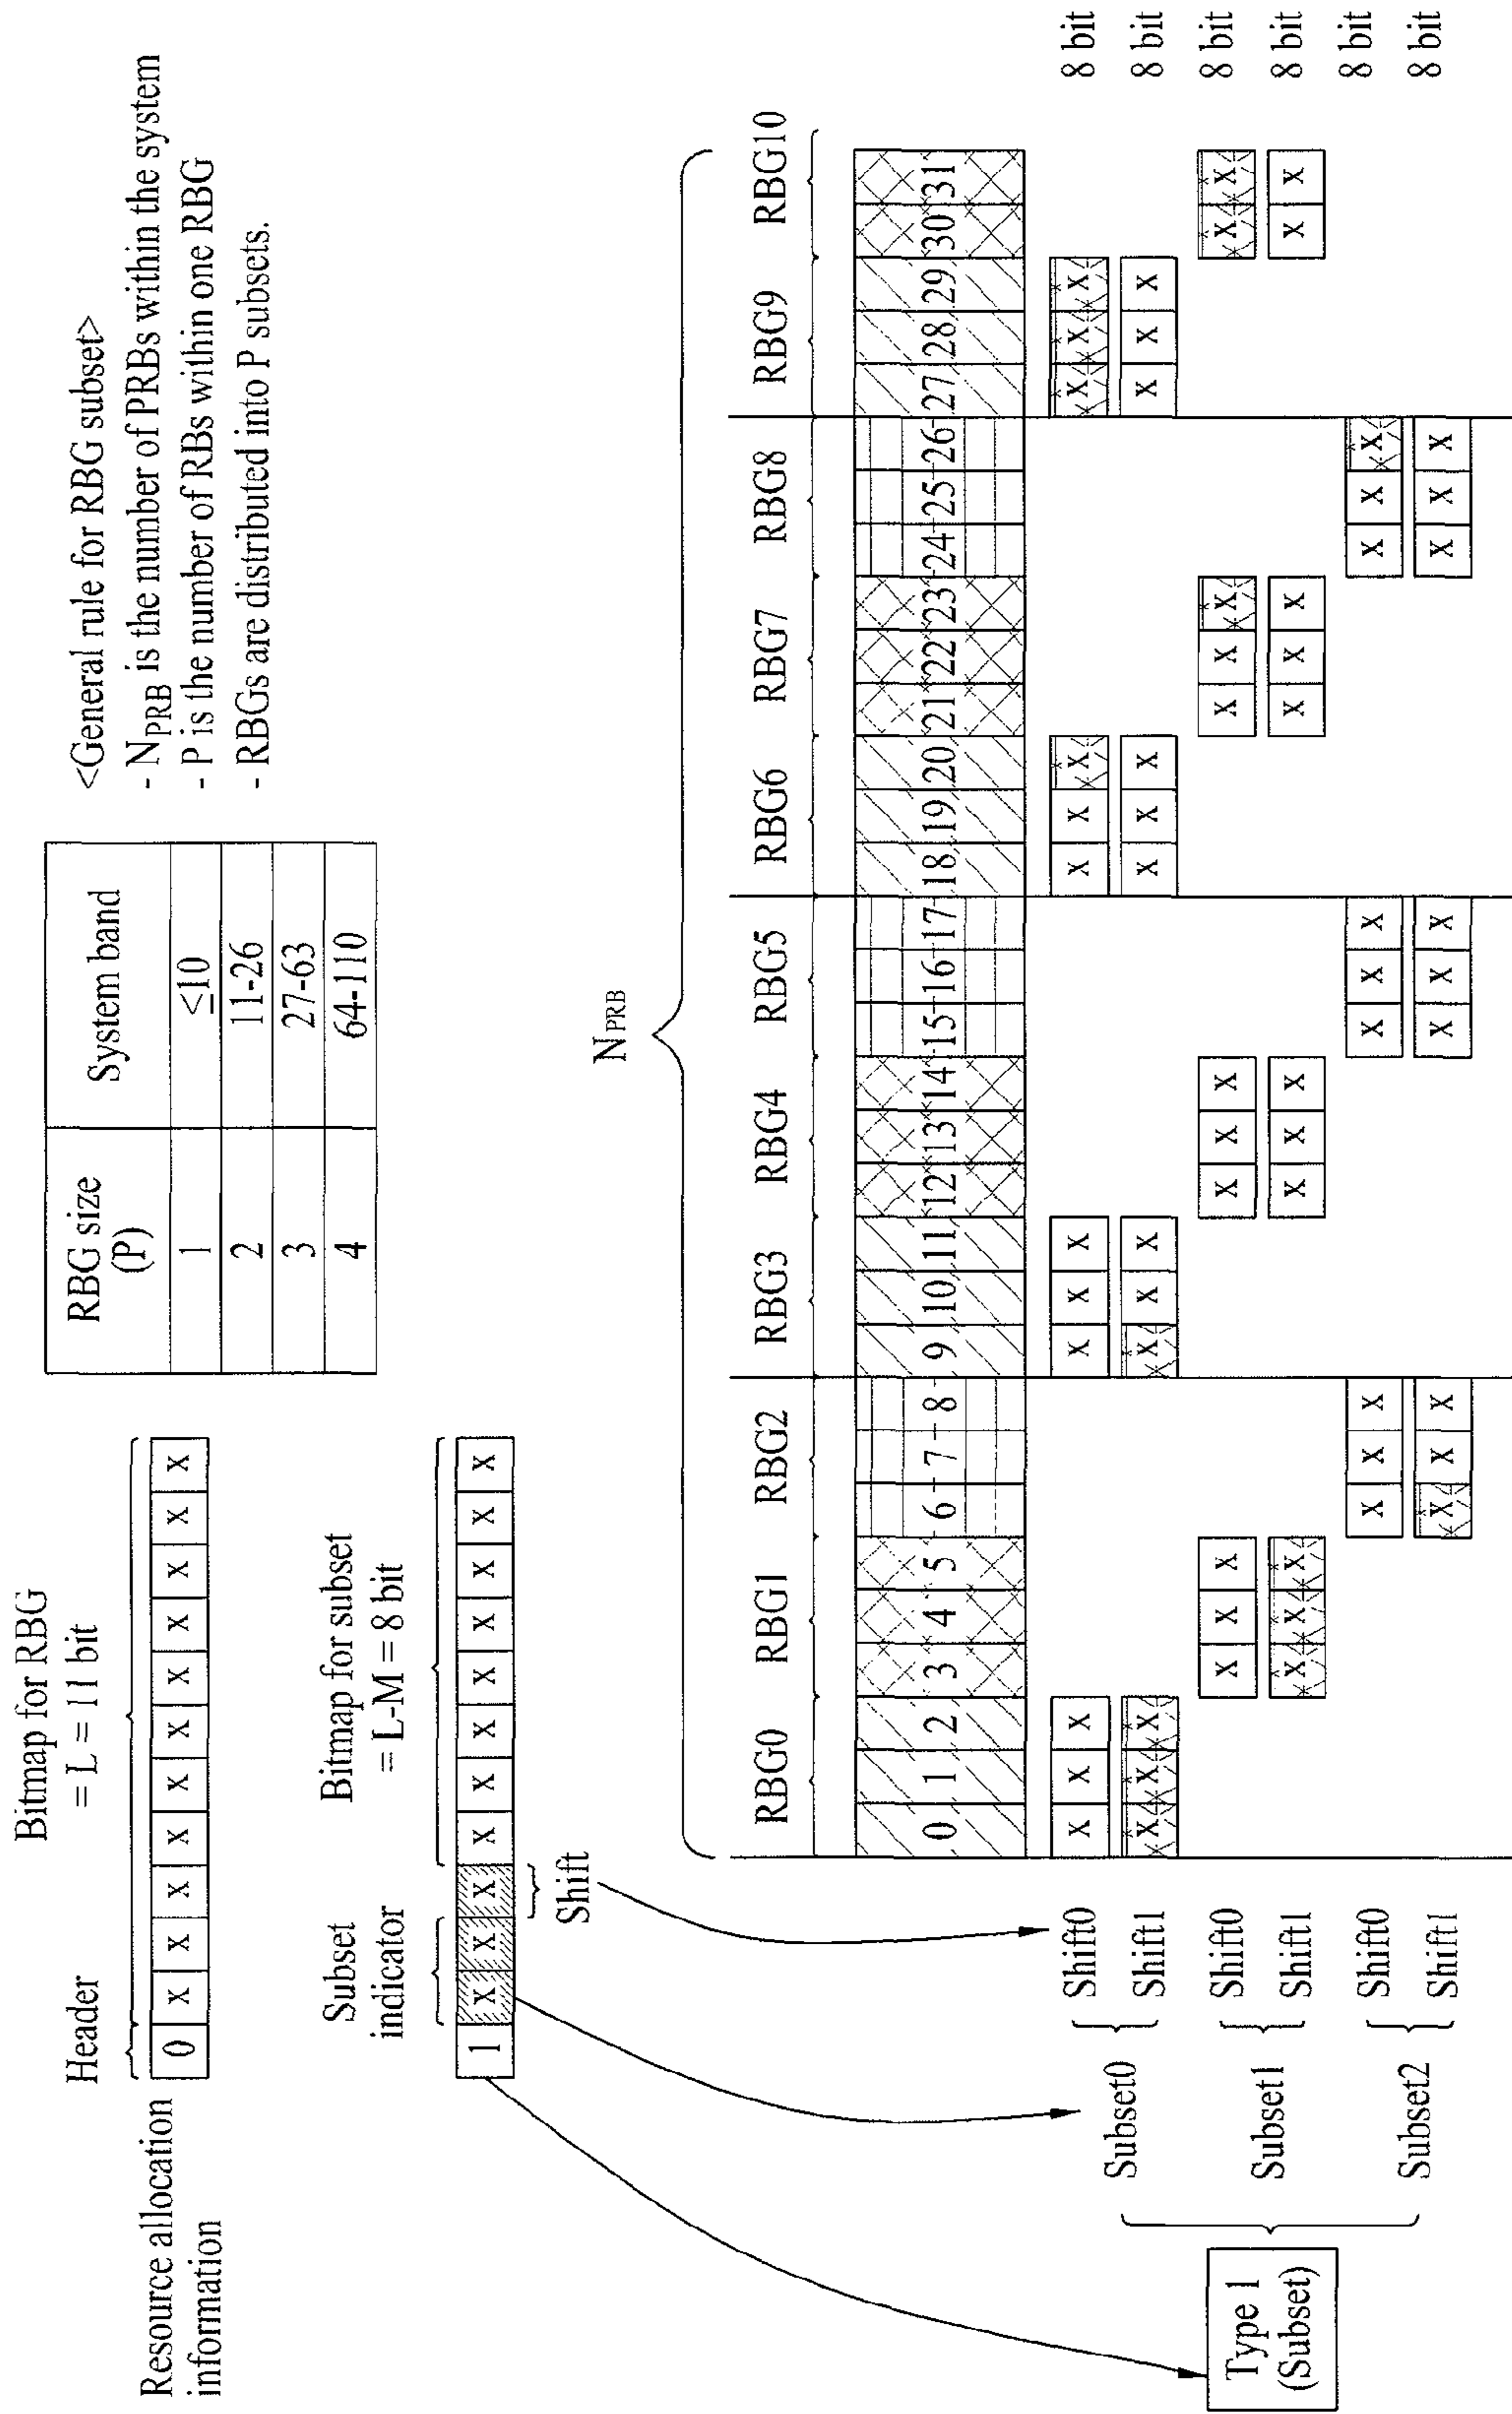 Bitmap for RBG
= L = 11 bit
Header
Resource allocation
information
0 X X X X X X X X X X X
Subset
indicator
Bitmap for subset
= L-M = 8 bit
1 X X X X X X X X X X X
Shift
RBG size
(P)
System band
1 ≤10
2 11-26
3 27-63
4 64-110
<General rule for RBG subset>
- NPRB is the number of PRBs within the system
- P is the number of RBs within one RBG
- RBGs are distributed into P subsets.
NPRB
RBG0 RBG1 RBG2 RBG3 RBG4 RBG5 RBG6 RBG7 RBG8 RBG9 RBG10
0 1 2 3 4 5 6 7 8 9 10 11 12 13 14 15 16 17 18 19 20 21 22 23 24 25 26 27 28 29 30 31
Type 1
(Subset)
Subset0
Shift0 X X X X X X X X X X X X 8 bit
Shift1 X X X X X X X X X X X X 8 bit
Subset1
Shift0 X X X X X X X X X X X 8 bit
Shift1 X X X X X X X X X X X 8 bit
Subset2
Shift0 X X X X X X X X X 8 bit
Shift1 X X X X X X X X X 8 bit